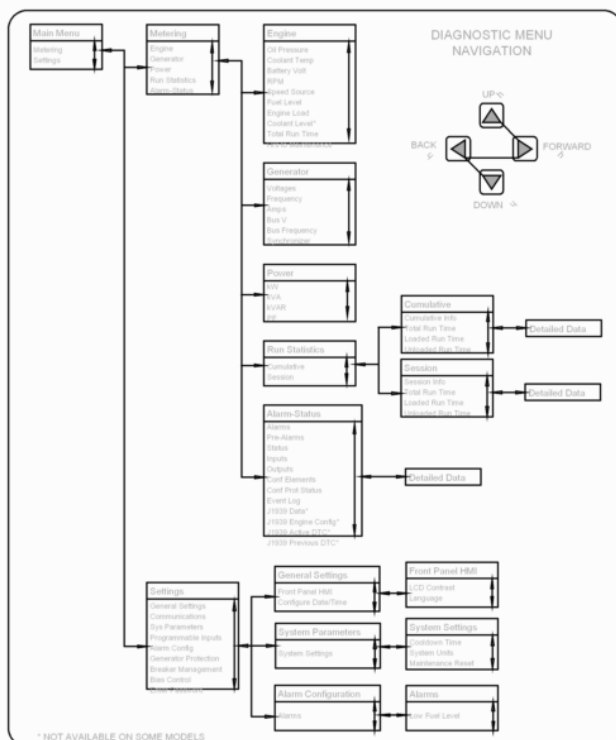 DIAGNOSTIC MENU
NAVIGATION
UP
BACK
FORWARD
DOWN
Main Menu
Metering
Settings
Metering
Engine
Generator
Power
Run Statistics
Alarm-Status
Engine
Oil Pressure
Coolant Temp
Battery Volt
RPM
Speed Source
Fuel Level
Engine Load
Coolant Level*
Total Run Time
Generator
Voltages
Frequency
Amps
Bus V
Bus Frequency
Synchronizer
Power
kW
kVA
kVAR
PF
Run Statistics
Cumulative
Session
Cumulative
Cumulative Info
Total Run Time
Loaded Run Time
Unloaded Run Time
Detailed Data
Session
Session Info
Total Run Time
Loaded Run Time
Unloaded Run Time
Detailed Data
Alarm-Status
Alarms
Pre-Alarms
Status
Inputs
Outputs
Conf Elements
Conf Prot Status
Event Log
J1939 Data*
J1939 Engine Config*
J1939 Active DTC*
J1939 Previous DTC*
Detailed Data
Settings
General Settings
Communications
Sys Parameters
Programmable Inputs
Alarm Config
Generator Protection
Breaker Management
Bias Control
Enter Password
General Settings
Front Panel HMI
Configure Date/Time
Front Panel HMI
LCD Contrast
Language
System Parameters
System Settings
System Settings
Cooldown Time
System Units
Maintenance Reset
Alarm Configuration
Alarms
Alarms
Low Fuel Level
* NOT AVAILABLE ON SOME MODELS